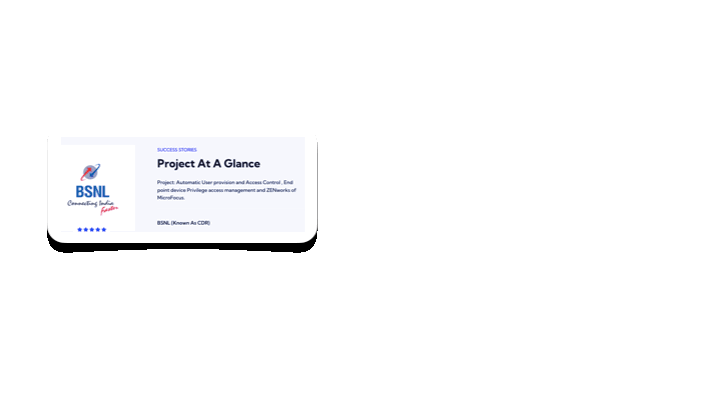 SUCCESS STORIES
Project At A Glance
BSNL
Connecting India
Faster
Project: Automatic User provision and Access Control, End
point device Privilege access management and ZENworks of
MicroFocus.
BSNL (Known As CDR)